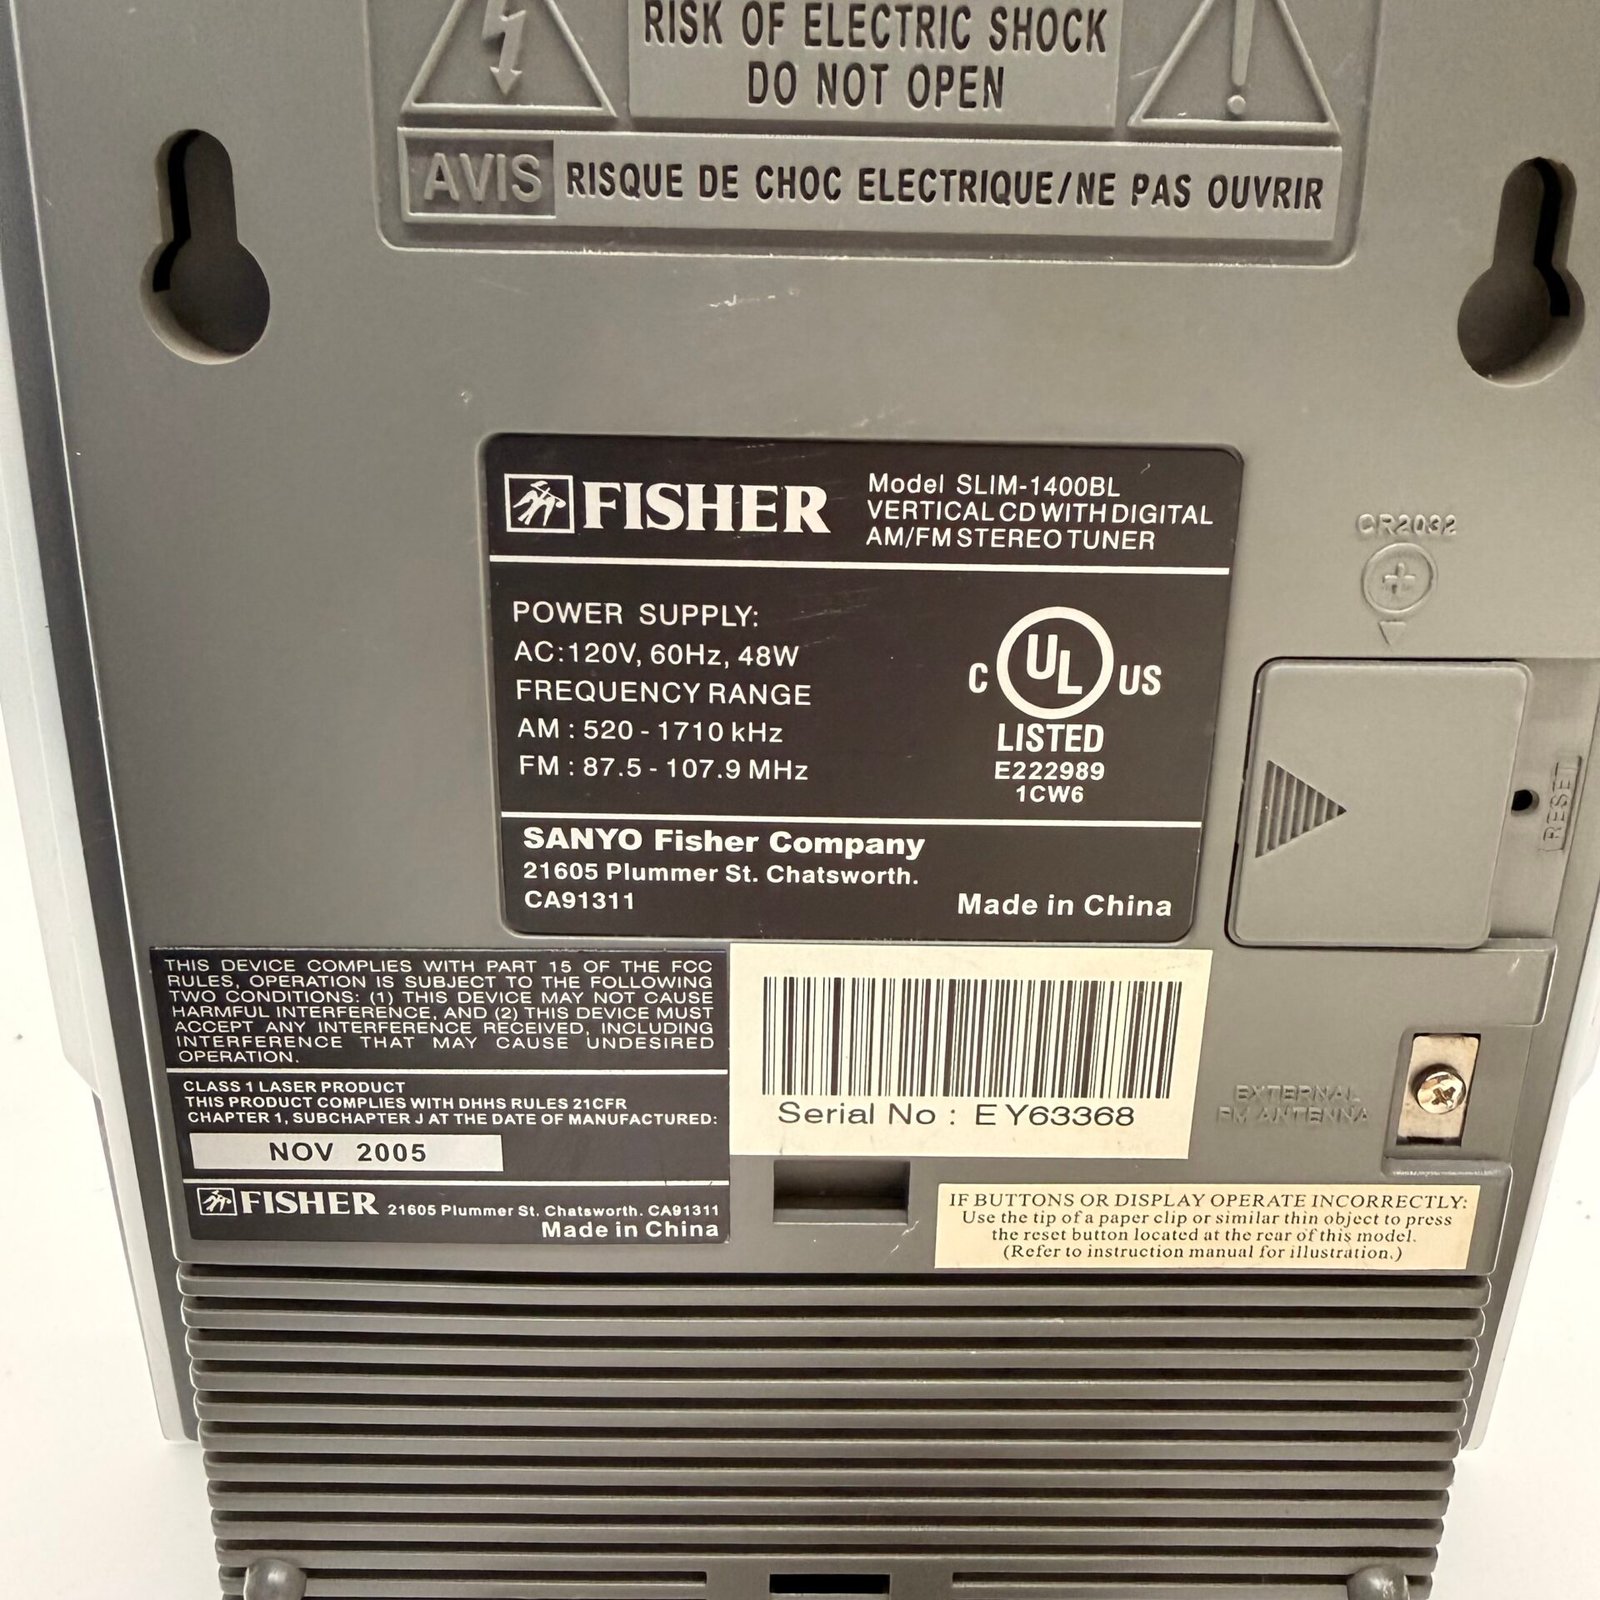 RISK OF ELECTRIC SHOCK
DO NOT OPEN
AVIS RISQUE DE CHOC ELECTRIQUE/NE PAS OUVRIR
FISHER
Model SLIM-1400BL
VERTICAL CD WITH DIGITAL
AM/FM STEREO TUNER
POWER SUPPLY:
AC:120V, 60Hz, 48W
FREQUENCY RANGE
AM : 520 - 1710 kHz
FM : 87.5 - 107.9 MHz
C UL US
LISTED
E222989
1CW6
SANYO Fisher Company
21605 Plummer St. Chatsworth.
CA91311
Made in China
CR2032
+
RESET
THIS DEVICE COMPLIES WITH PART 15 OF THE FCC
RULES, OPERATION IS SUBJECT TO THE FOLLOWING
TWO CONDITIONS: (1) THIS DEVICE MAY NOT CAUSE
HARMFUL INTERFERENCE, AND (2) THIS DEVICE MUST
ACCEPT ANY INTERFERENCE RECEIVED, INCLUDING
INTERFERENCE THAT MAY CAUSE UNDESIRED
OPERATION.
CLASS 1 LASER PRODUCT
THIS PRODUCT COMPLIES WITH DHHS RULES 21CFR
CHAPTER 1, SUBCHAPTER J AT THE DATE OF MANUFACTURED:
NOV 2005
FISHER 21605 Plummer St. Chatsworth. CA91311
Made in China
Serial No : EY63368
EXTERNAL
FM ANTENNA
IF BUTTONS OR DISPLAY OPERATE INCORRECTLY:
Use the tip of a paper clip or similar thin object to press
the reset button located at the rear of this model.
(Refer to instruction manual for illustration.)